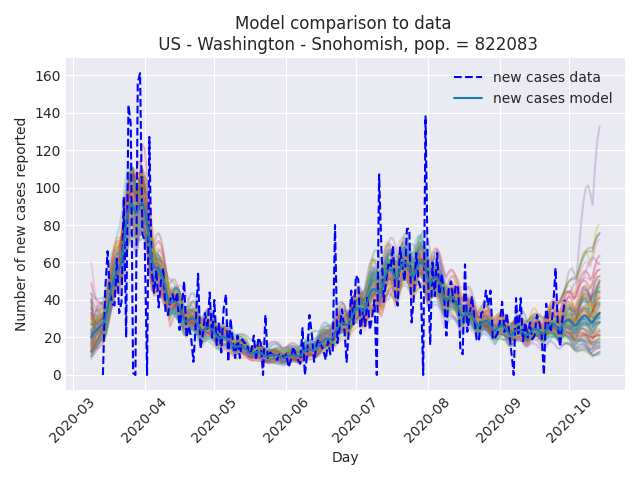 Model comparison to data
US - Washington - Snohomish, pop. = 822083
new cases data
new cases model
Number of new cases reported
160
140
120
100
80
60
40
20
0
2020-03
2020-04
2020-05
2020-06
2020-07
2020-08
2020-09
2020-10
Day